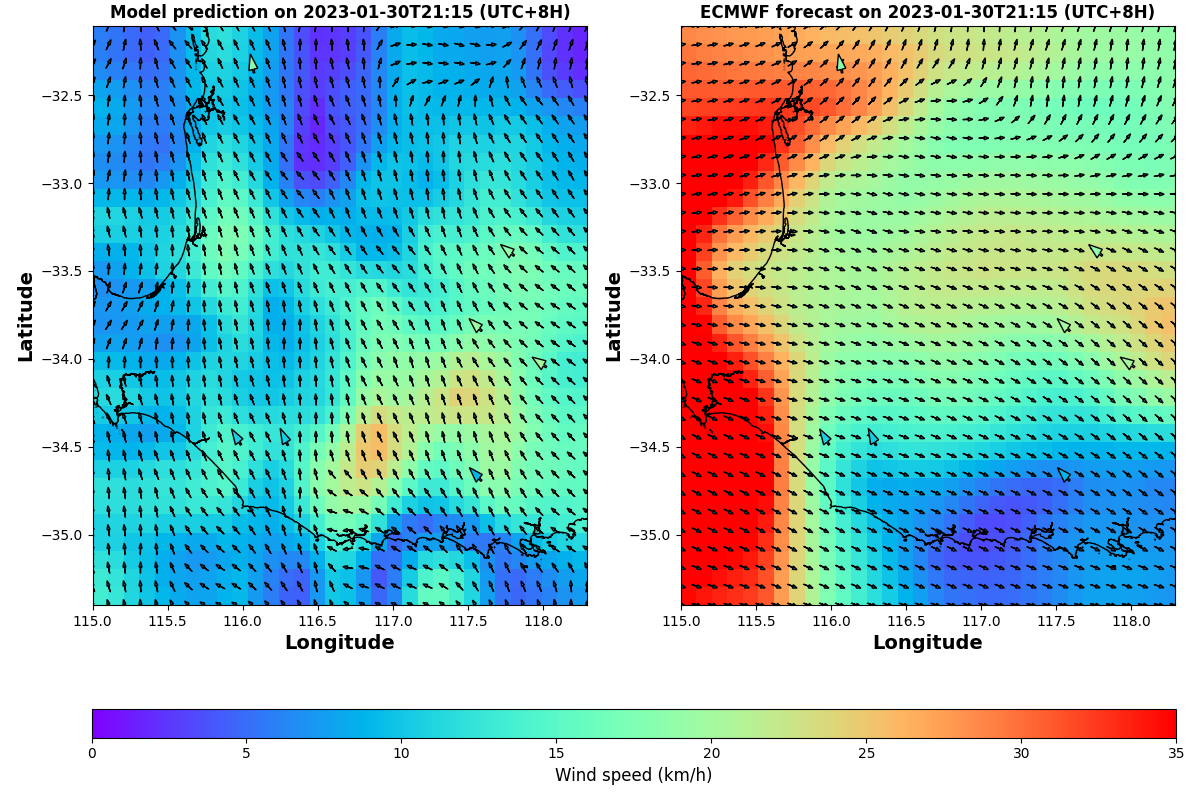 Model prediction on 2023-01-30T21:15 (UTC+8H)
ECMWF forecast on 2023-01-30T21:15 (UTC+8H)
Latitude
−32.5
−33.0
−33.5
−34.0
−34.5
−35.0
115.0 115.5 116.0 116.5 117.0 117.5 118.0
Longitude
Latitude
−32.5
−33.0
−33.5
−34.0
−34.5
−35.0
115.0 115.5 116.0 116.5 117.0 117.5 118.0
Longitude
0 5 10 15 20 25 30 35
Wind speed (km/h)